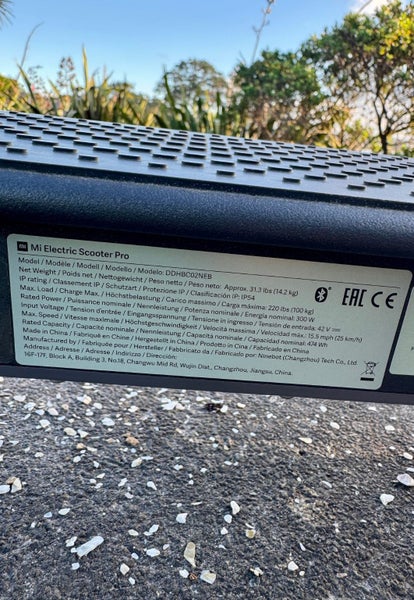 mi Mi Electric Scooter Pro
Model / Modèle / Modell / Modello / Modelo: DDHBC02NEB
Net Weight / Poids net / Nettogewicht / Peso netto / Peso neto: Approx. 31.3 lbs (14.2 kg)
IP rating / Classement IP / Schutzart / Protezione IP / Clasificación IP: IP54
Max. Load / Charge Max. / Höchstbelastung / Carico massimo / Carga máxima: 220 lbs (100 kg)
Rated Power / Puissance nominale / Nennleistung / Potenza nominale / Energía nominal: 300 W
Input Voltage / Tension d'entrée / Eingangsspannung / Tensione in ingresso / Tensión de entrada: 42 V
Max. Speed / Vitesse maximale / Höchstgeschwindigkeit / Velocità massima / Velocidad máxima: 15.5 mph (25 km/h)
Rated Capacity / Capacité nominale / Nennkapazität / Capacità nominale / Capacidad nominal: 474 Wh
Made in China / Fabriqué en Chine / Hergestellt in China / Prodotto in Cina / Fabricado en China
Manufactured by / Fabriquée par / Hersteller / Fabbricato da / Fabricado por: Ninebot (Changzhou) Tech Co., Ltd.
Address / Adresse / Adresse / Indirizzo / Dirección:
16F-17F, Block A, Building 3, No.18, Changwu Mid Rd, Wujin Dist., Changzhou, Jiangsu, China.
EAC CE